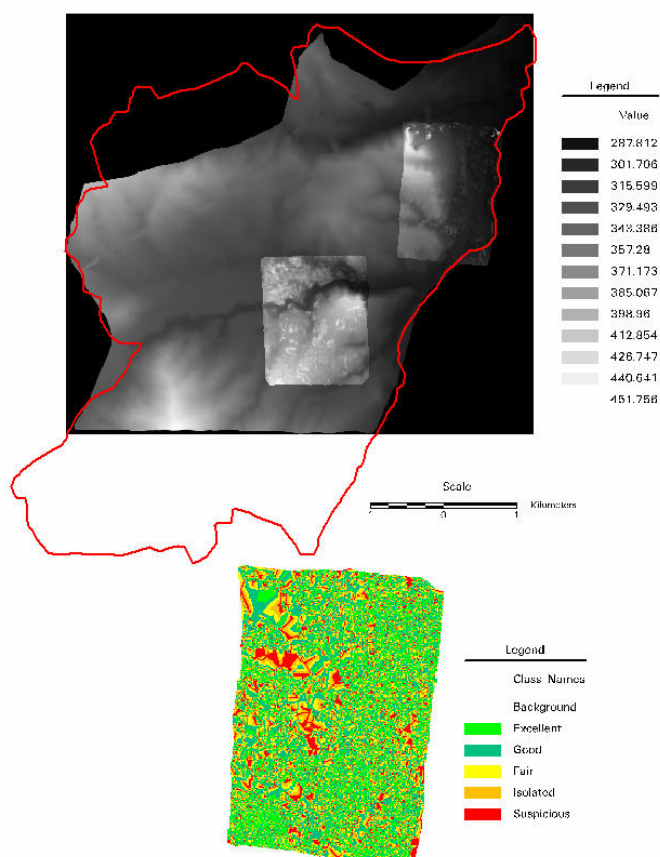 Legend
Value
287.812
301.706
315.599
329.493
343.386
357.28
371.173
385.067
398.96
412.854
426.747
440.641
451.756
Scale
1 0 1 Kilometers
Legend
Class Names
Background
Excellent
Good
Fair
Isolated
Suspicious